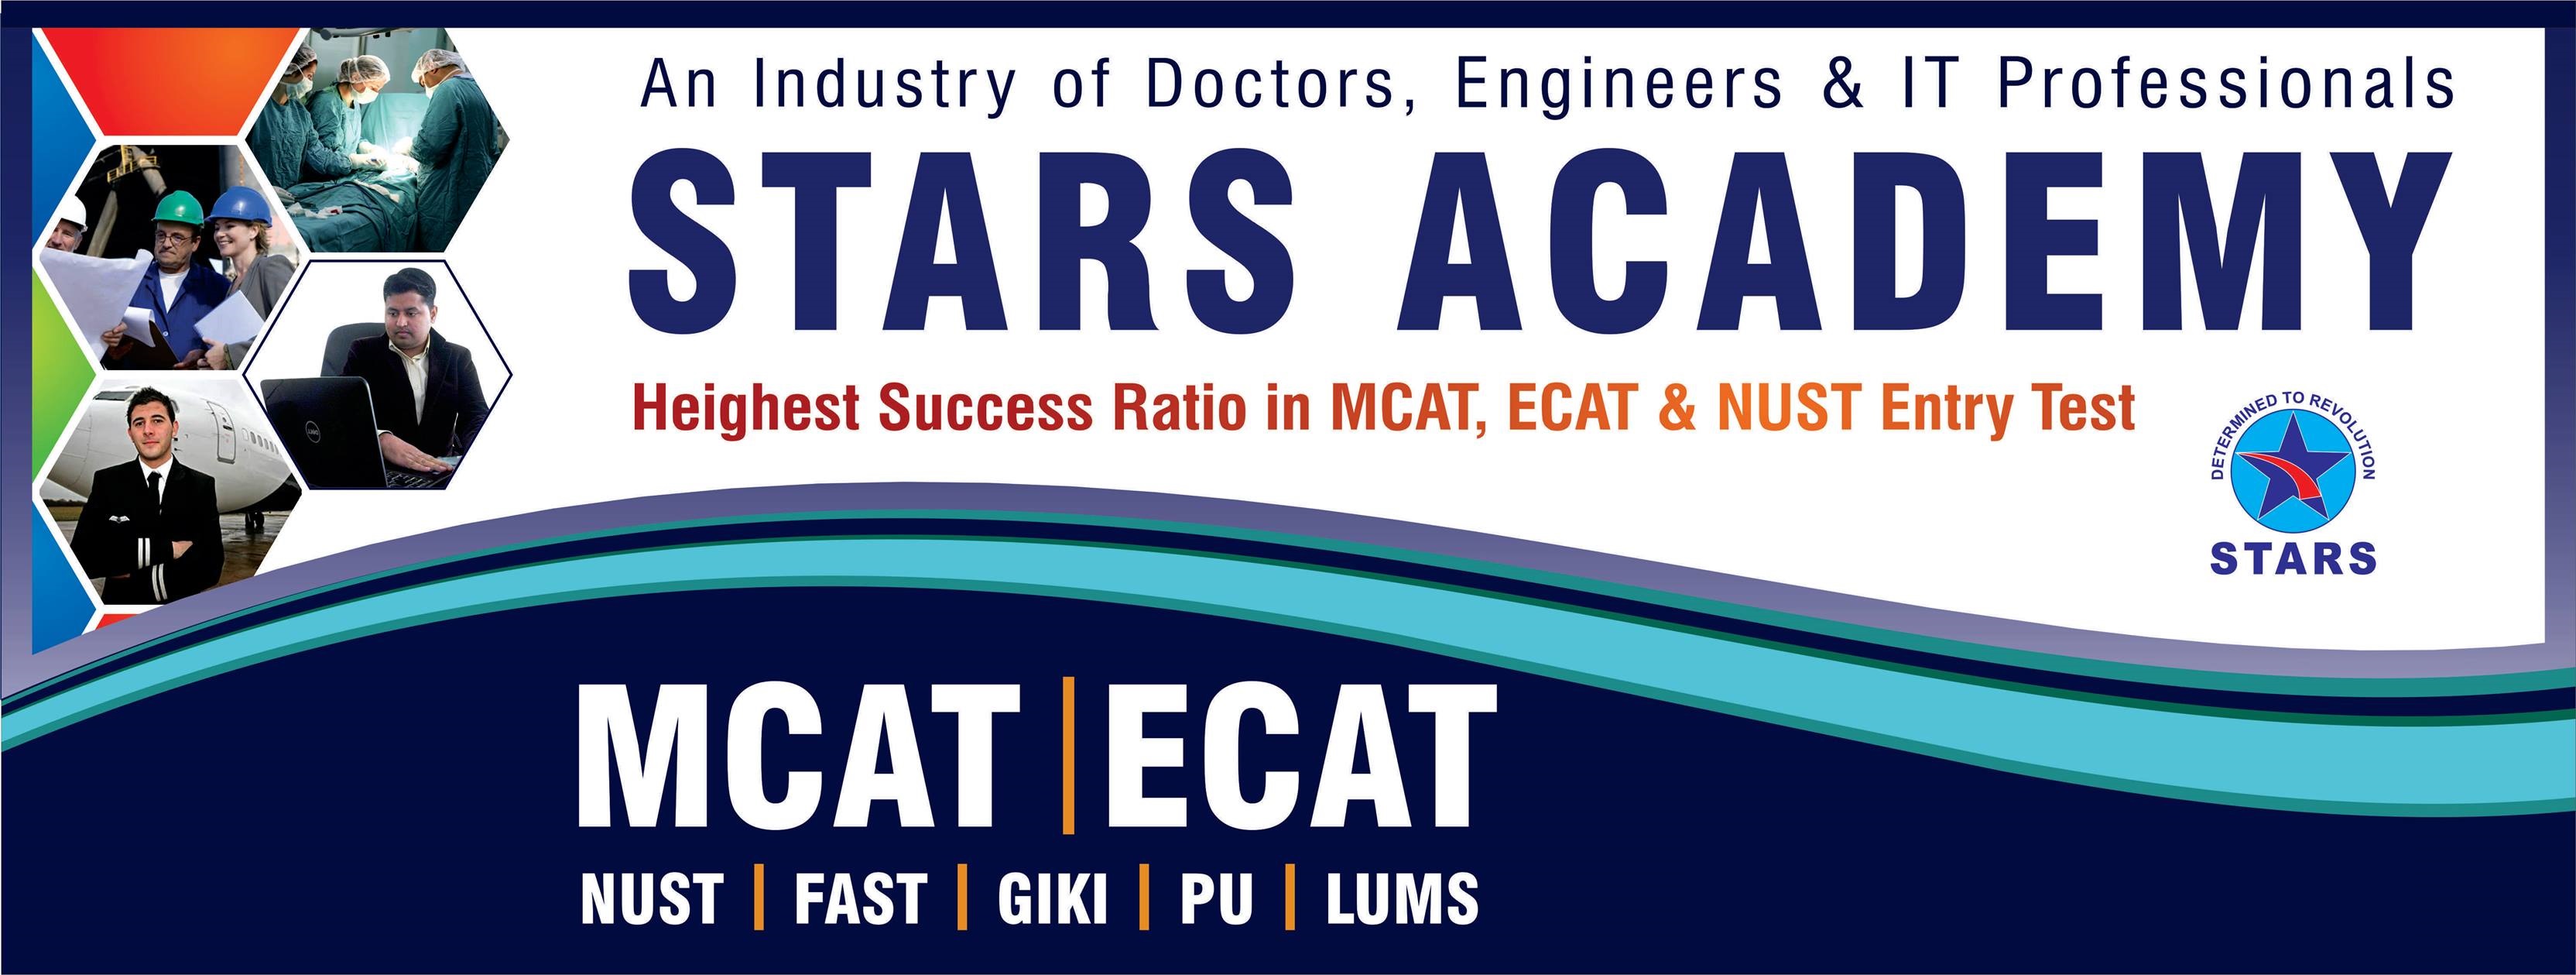 An Industry of Doctors, Engineers & IT Professionals
STARS ACADEMY
Heighest Success Ratio in MCAT, ECAT & NUST Entry Test
DETERMINED TO REVOLUTION
STARS
MCAT | ECAT
NUST | FAST | GIKI | PU | LUMS